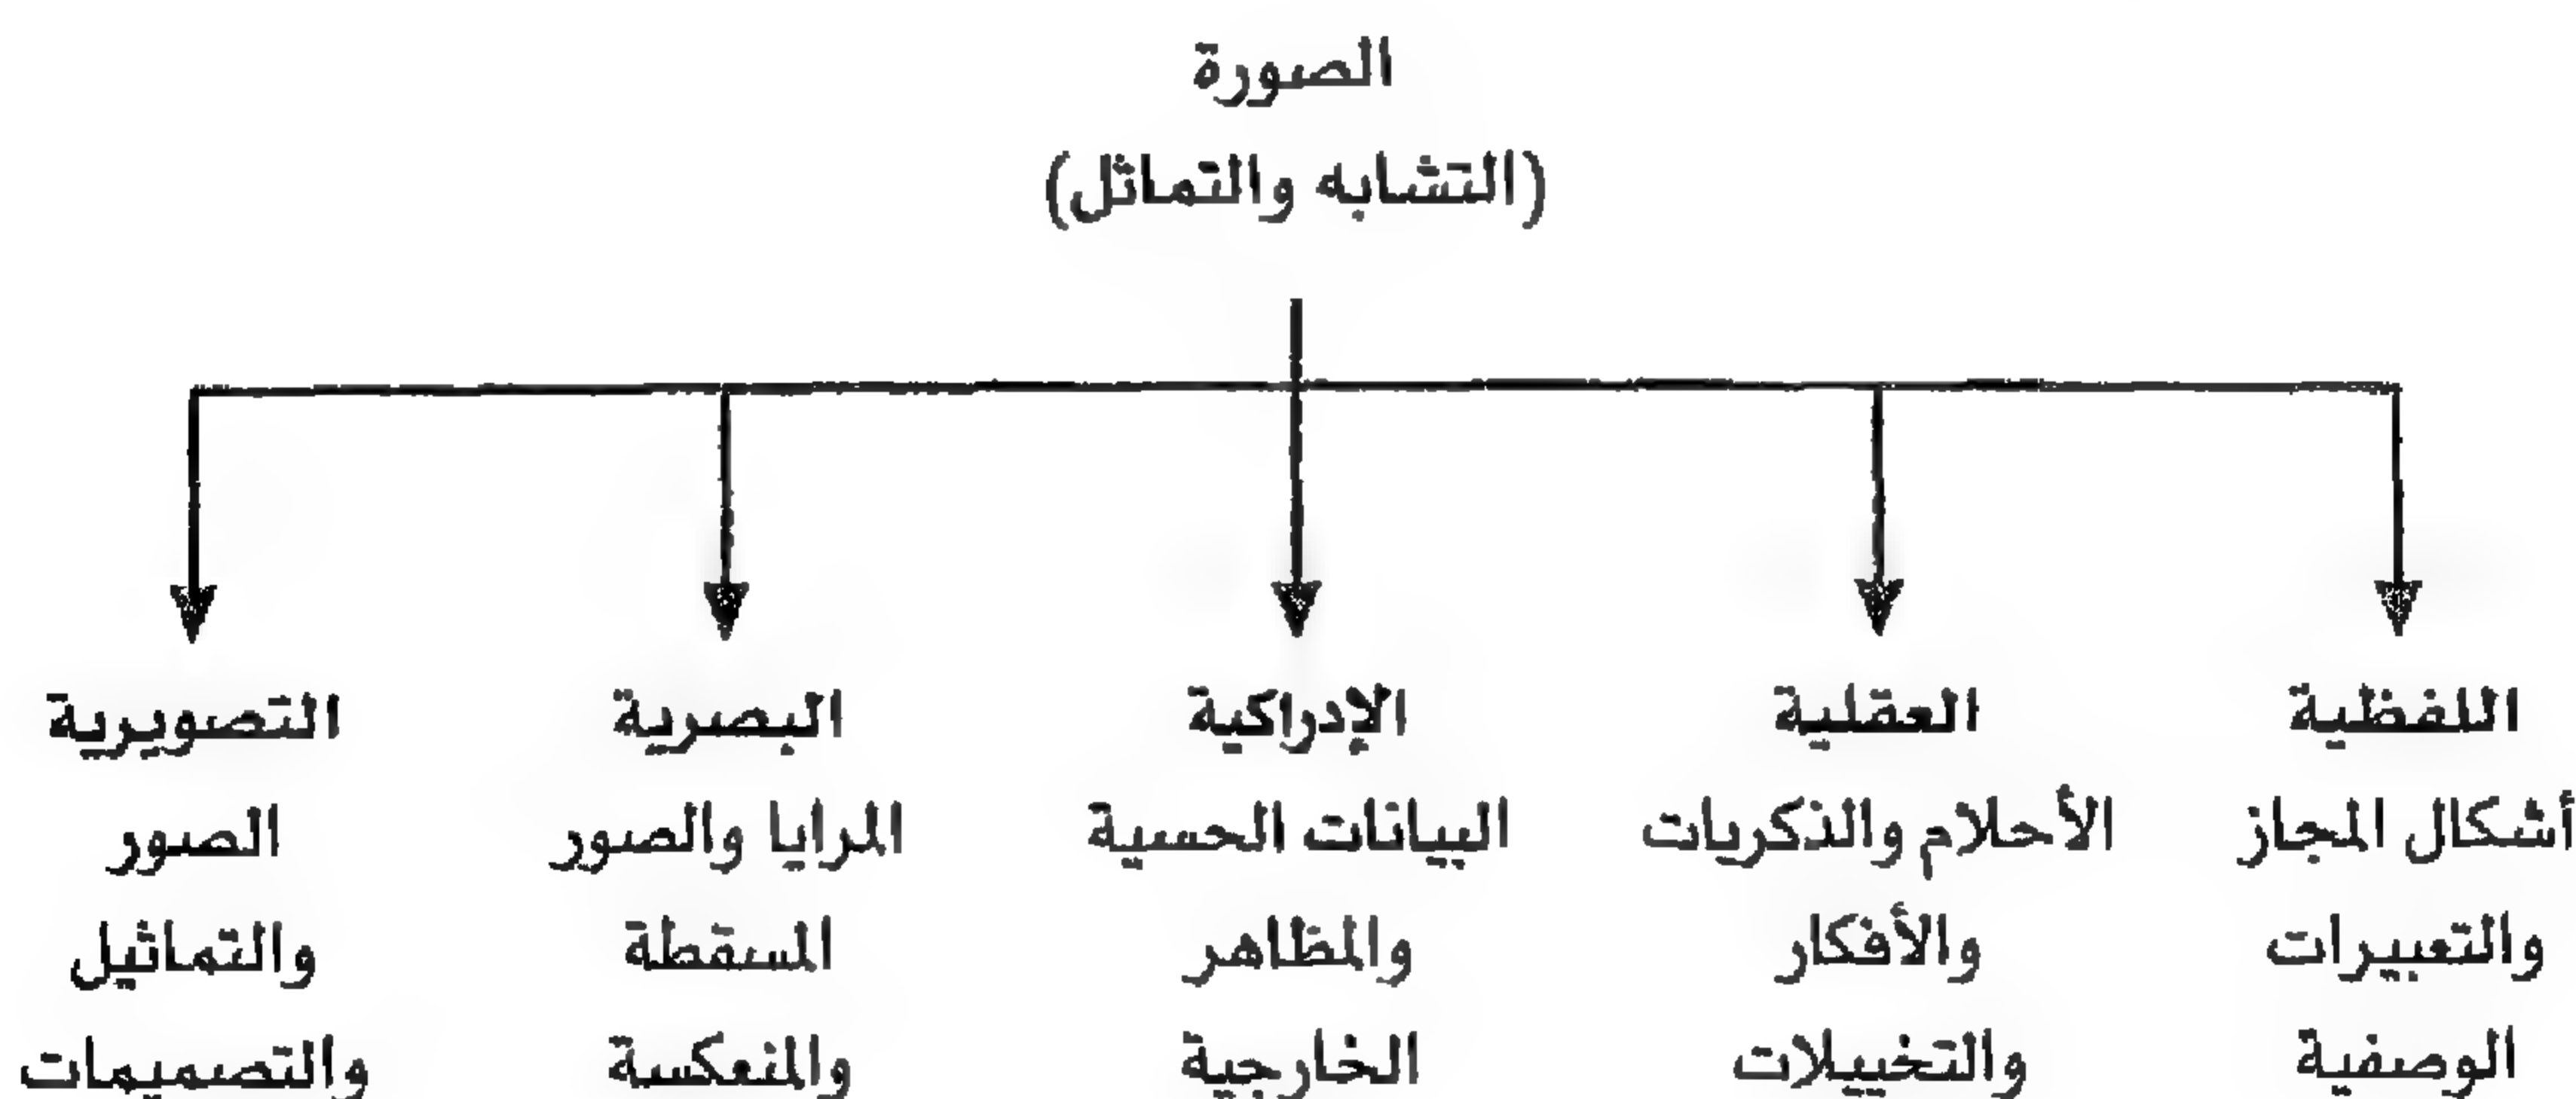 الصورة
(التشابه والتماثل)
اللفظية
أشكال المجاز
والتعبيرات
الوصفية
العقلية
الأحلام والذكريات
والأفكار
والتخييلات
الإدراكية
البيانات الحسية
والمظاهر
الخارجية
البصرية
المرايا والصور
المسقطة
والمنعكسة
التصويرية
الصور
والتماثيل
والتصميمات